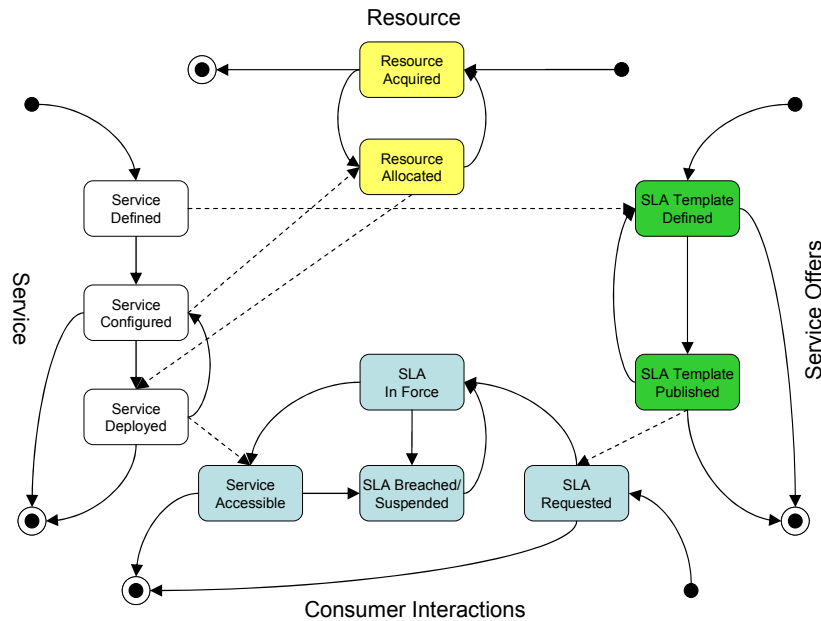 Resource
Resource
Acquired
Resource
Allocated
Service
Defined
SLA Template
Defined
Service
Service
Configured
Service Offers
SLA
In Force
SLA Template
Published
Service
Deployed
Service
Accessible
SLA Breached/
Suspended
SLA
Requested
Consumer Interactions